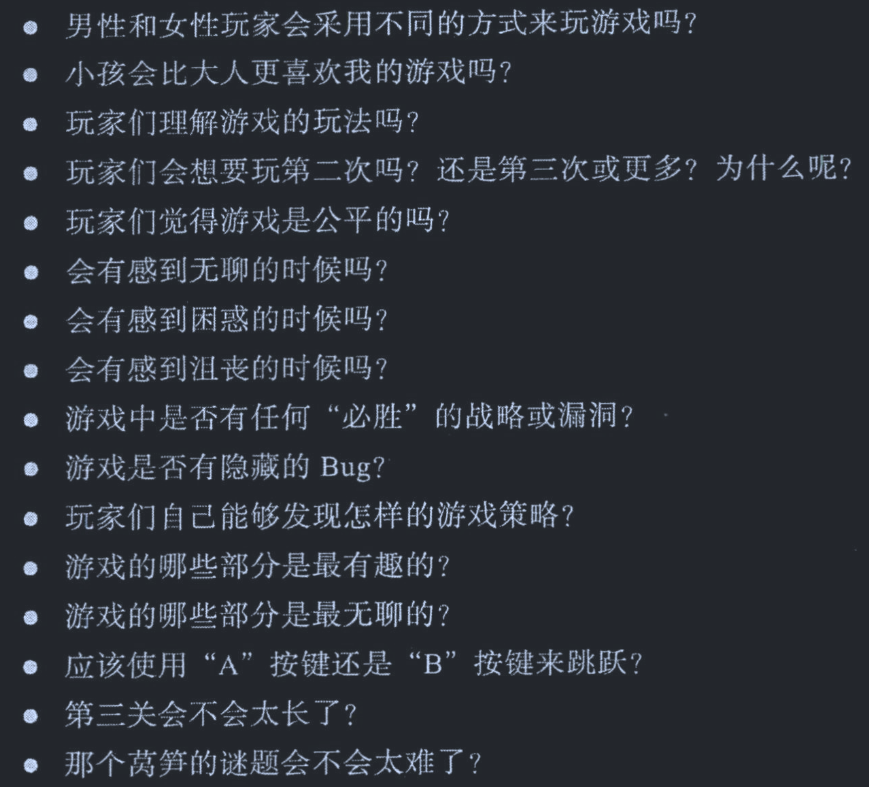 ● 男性和女性玩家会采用不同的方式来玩游戏吗？
● 小孩会比大人更喜欢我的游戏吗？
● 玩家们理解游戏的玩法吗？
● 玩家们会想要玩第二次吗？还是第三次或更多？为什么呢？
● 玩家们觉得游戏是公平的吗？
● 会有感到无聊的时候吗？
● 会有感到困惑的时候吗？
● 会有感到沮丧的时候吗？
● 游戏中是否有任何“必胜”的战略或漏洞？
● 游戏是否有隐藏的 Bug？
● 玩家们自己能够发现怎样的游戏策略？
● 游戏的哪些部分是最有趣的？
● 游戏的哪些部分是最无聊的？
● 应该使用“A”按键还是“B”按键来跳跃？
● 第三关会不会太长了？
● 那个莴笋的谜题会不会太难了？